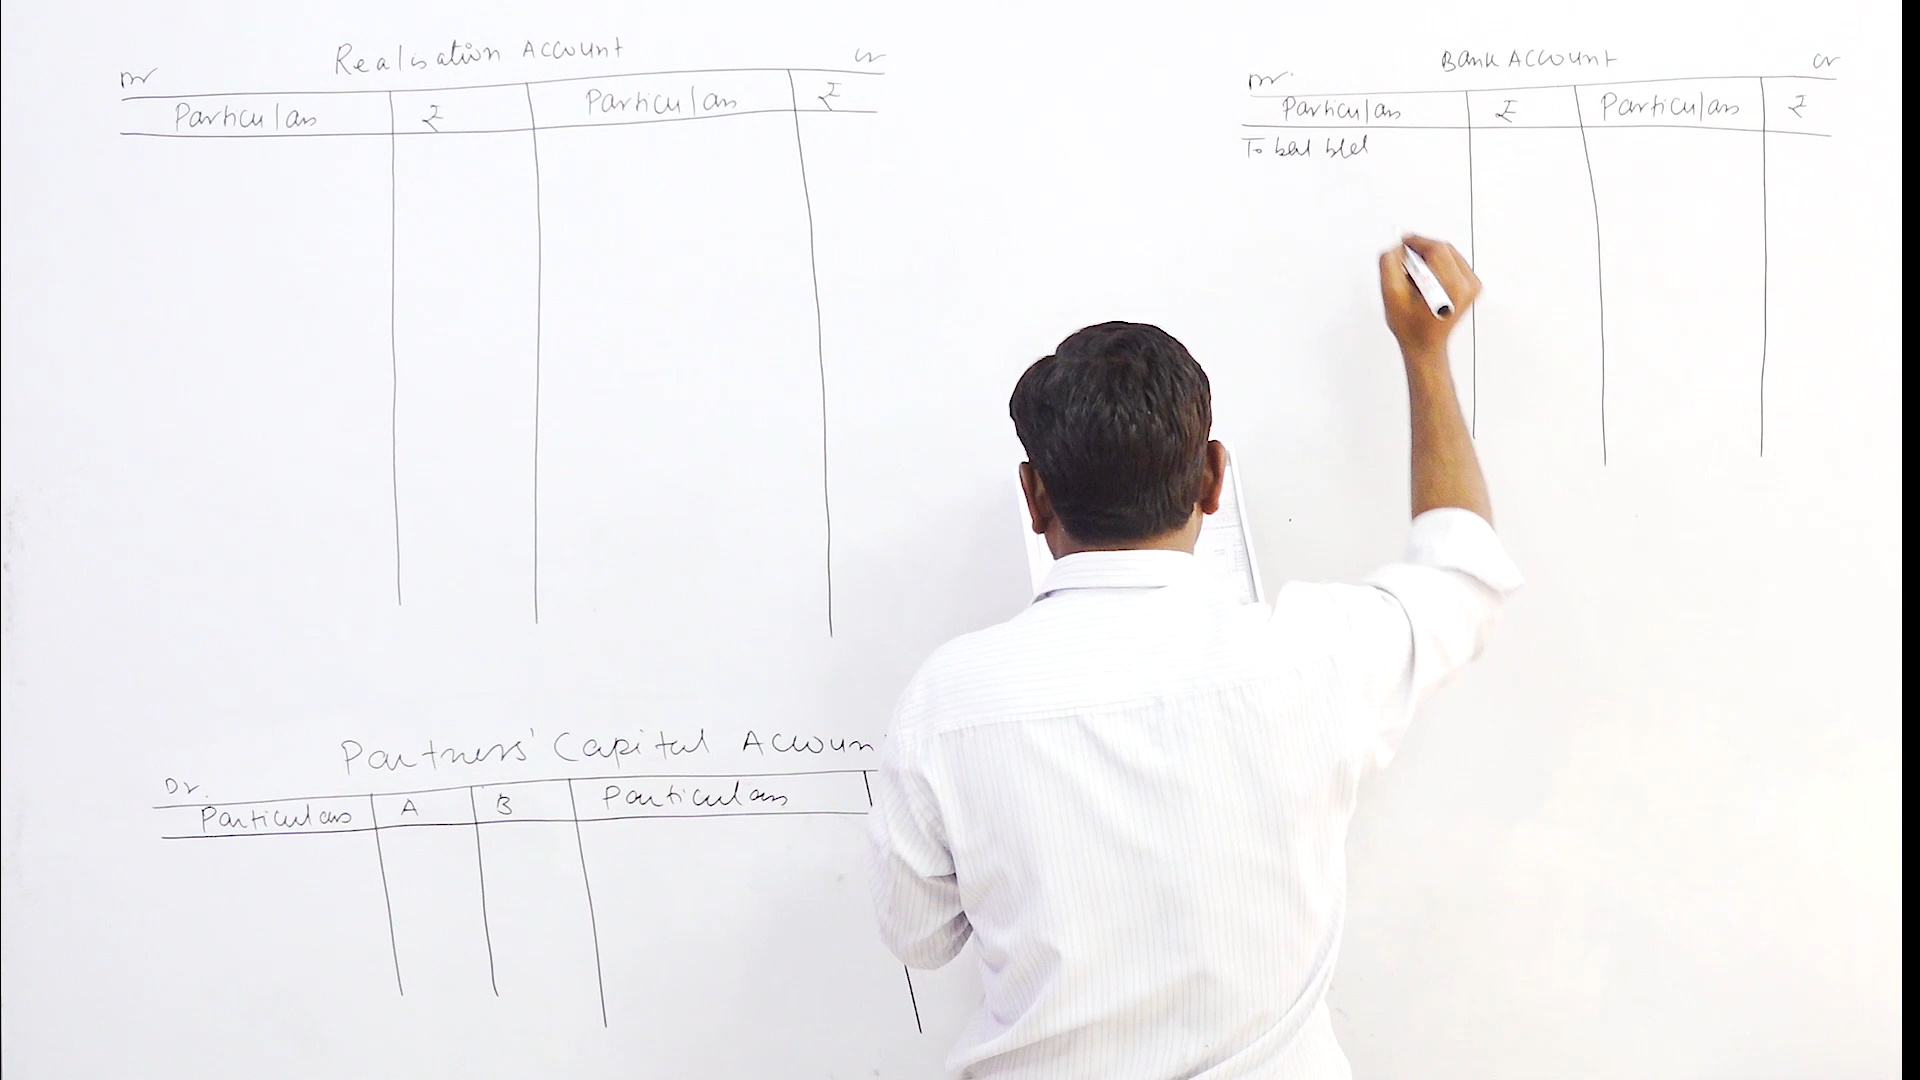 Realisation Account
Dr Cr
Particulars ₹ Particulars ₹
Bank Account
Dr. Cr
Particulars ₹ Particulars ₹
To bal b/d
Partners' Capital Accoun
Dr.
Particulars A B Particulars